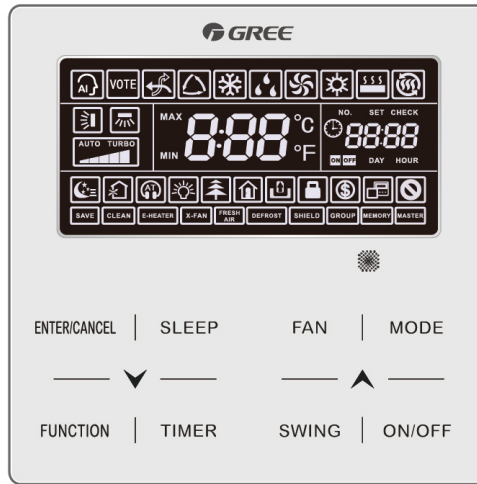 GREE
AI VOTE
AUTO TURBO
MAX
MIN
8:88 °C
°F
NO. SET CHECK
88:88
ON OFF DAY HOUR
AT
SAVE CLEAN E-HEATER X-FAN FRESH AIR DEFROST SHIELD GROUP MEMORY MASTER
ENTER/CANCEL SLEEP FAN MODE
FUNCTION TIMER SWING ON/OFF